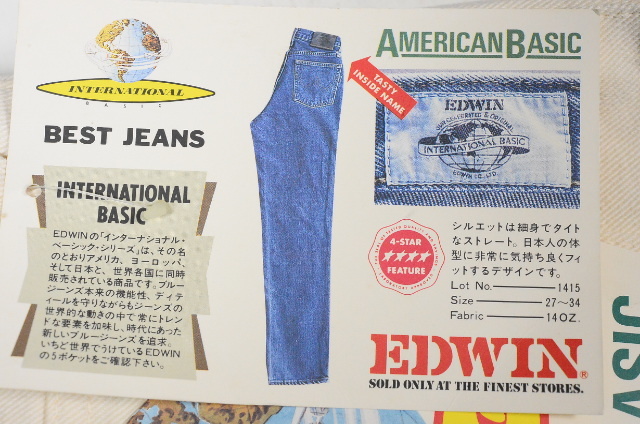 INTERNATIONAL
BASIC
BEST JEANS
INTERNATIONAL
BASIC
EDWINの「インターナショナル・
ベーシック・シリーズ」は、その名
のとおりアメリカ、ヨーロッパ、
そして日本と、世界各国に同時
販売されている商品です。ブルー
ジーンズ本来の機能性、ディテ
ィールを守りながらもジーンズの
世界的な動きの中で常にトレン
ドな要素を加味し、時代にあった
新しいブルージーンズを追求。
いちど世界でうけているEDWIN
の5ポケットをご確認下さい。
TASTY
INSIDE NAME
AMERICAN BASIC
EDWIN
INTERNATIONAL BASIC
EDWIN CO., LTD.
4-STAR
★★★★
FEATURE
シルエットは細身でタイト
なストレート。日本人の体
型に非常に気持ち良くフィ
ットするデザインです。
Lot No. 1415
Size 27〜34
Fabric 14OZ.
EDWIN®
SOLD ONLY AT THE FINEST STORES.